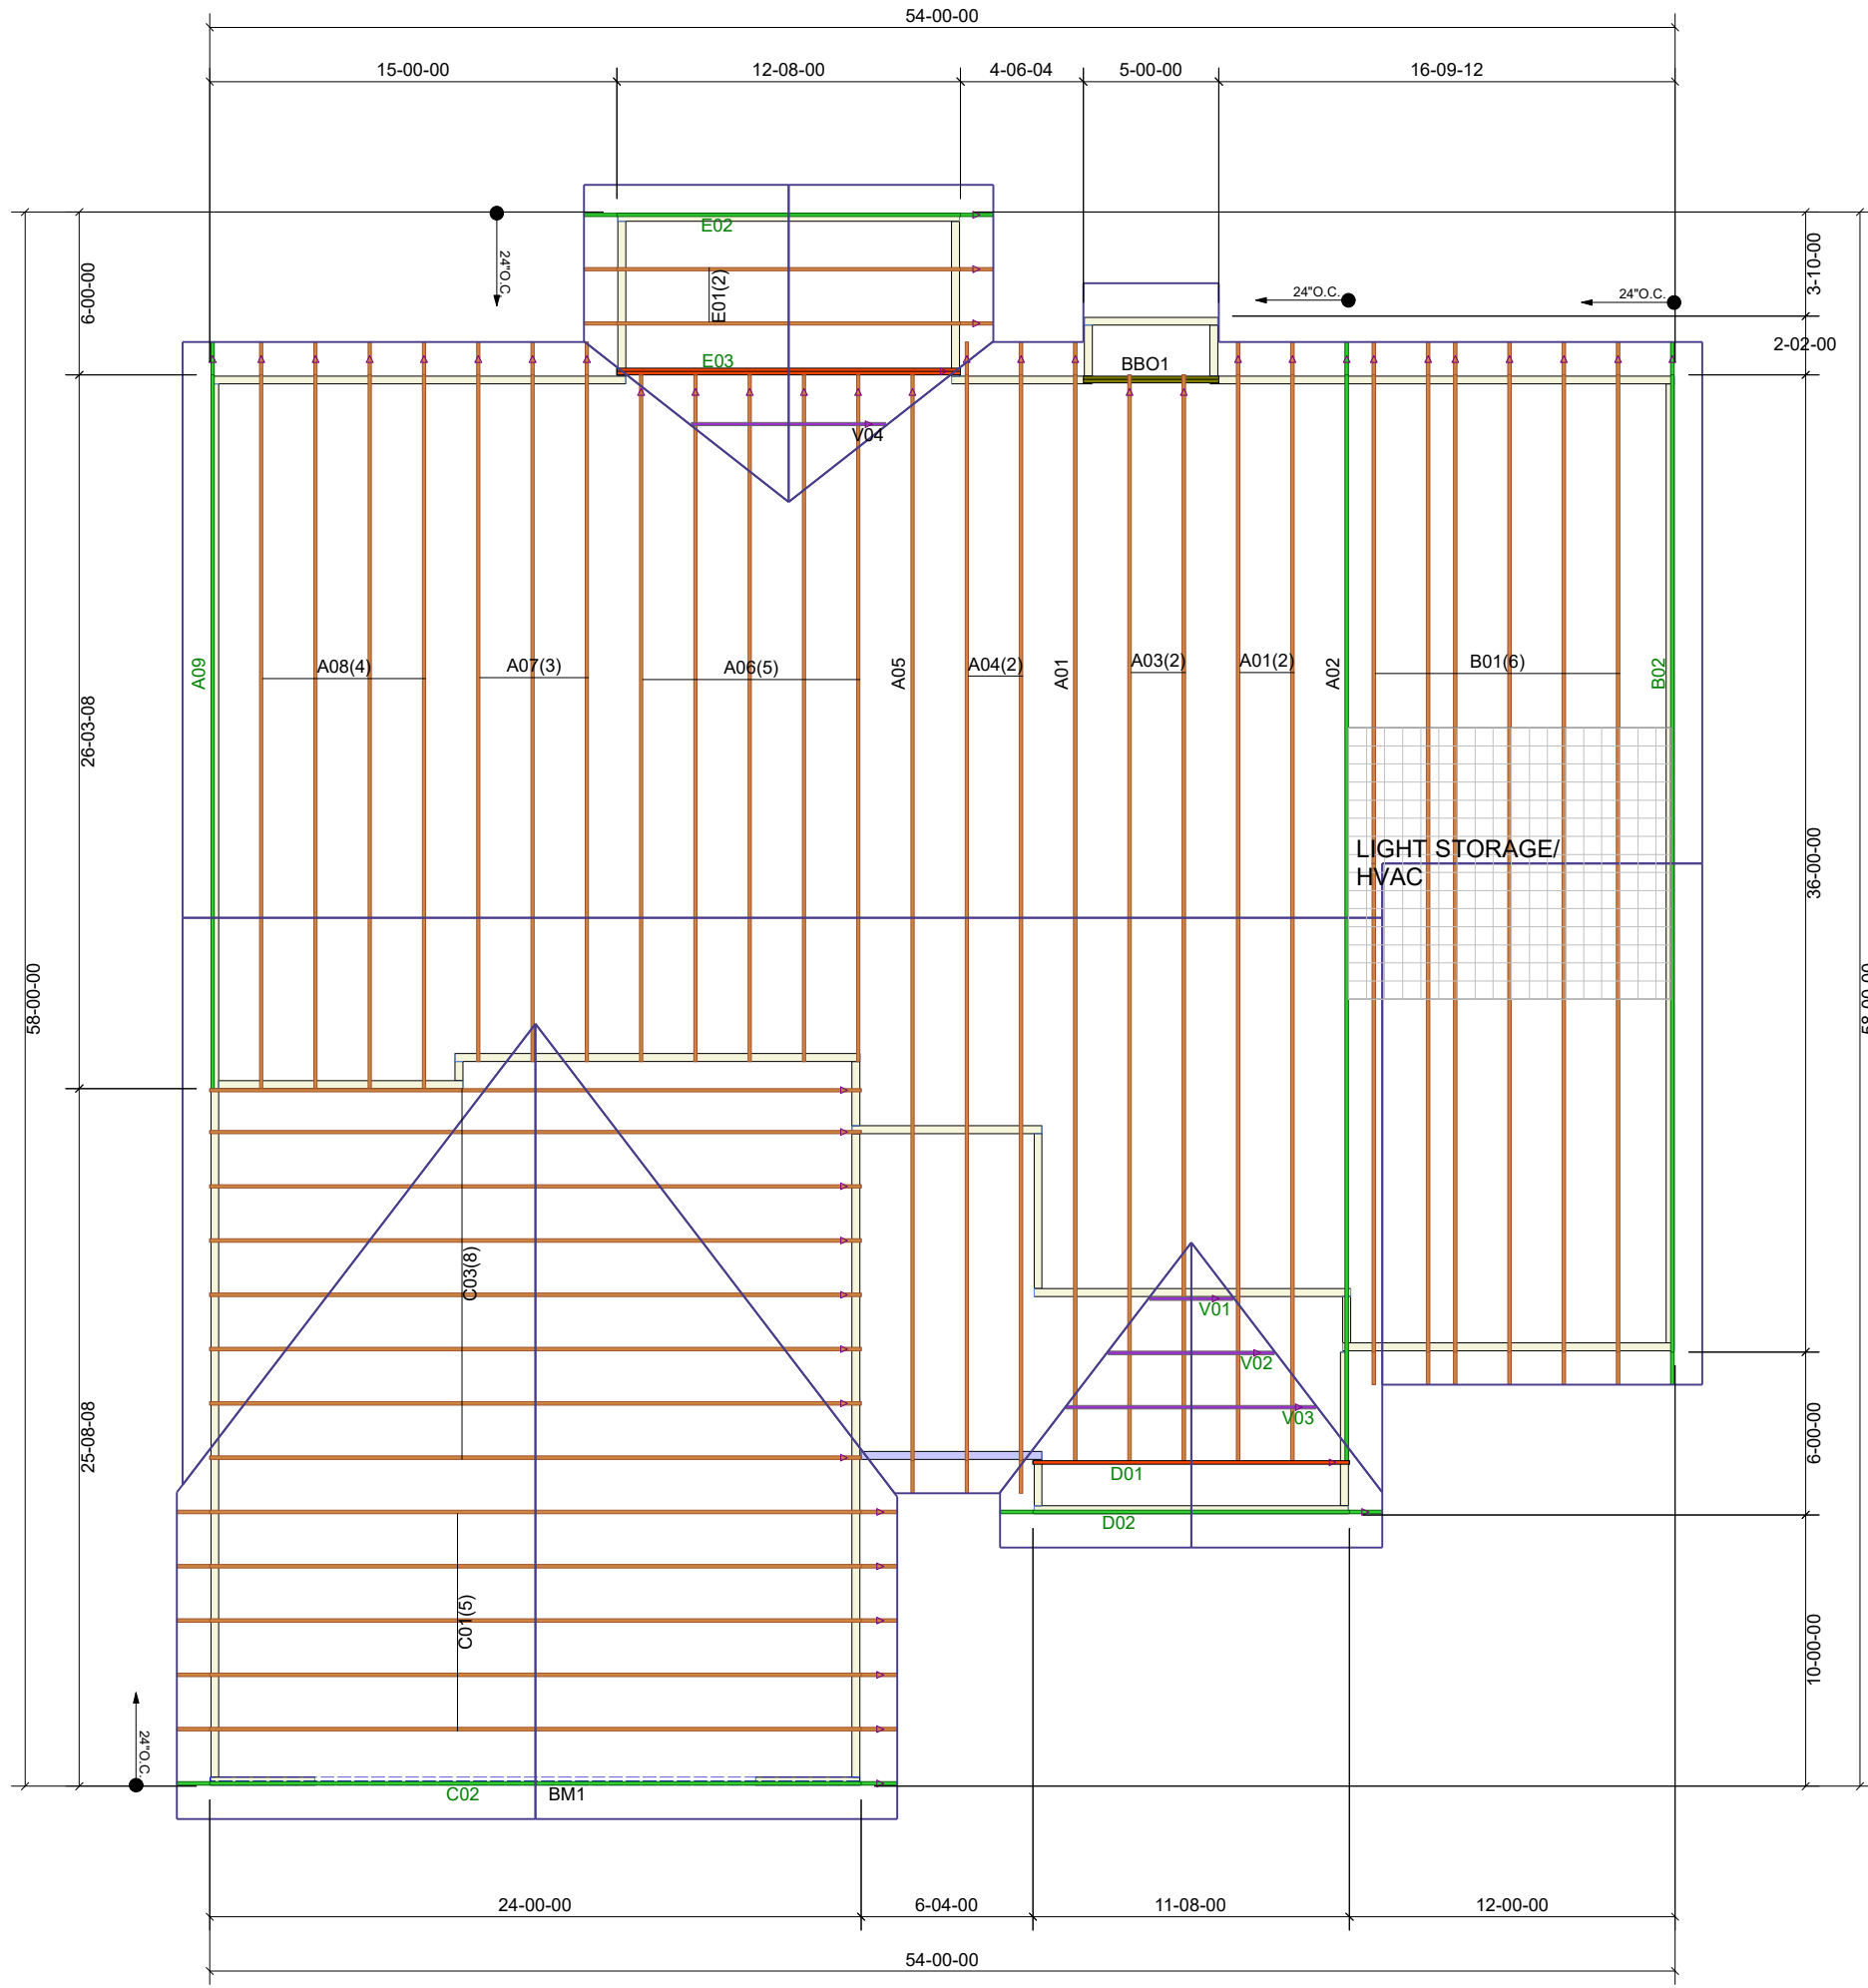 54-00-00
15-00-00
12-08-00
4-06-04
5-00-00
16-09-12
E02
24"O.C.
E01(2)
24"O.C.
24"O.C.
3-10-00
6-00-00
E03
BBO1
2-02-00
V04
A09
A08(4)
A07(3)
A06(5)
A05
A04(2)
A01
A03(2)
A01(2)
A02
B01(6)
B02
26-03-08
LIGHT STORAGE/
HVAC
36-00-00
58-00-00
58-00-00
C03(8)
V01
V02
V03
25-08-08
6-00-00
D01
D02
C01(5)
10-00-00
24"O.C.
C02
BM1
24-00-00
6-04-00
11-08-00
12-00-00
54-00-00